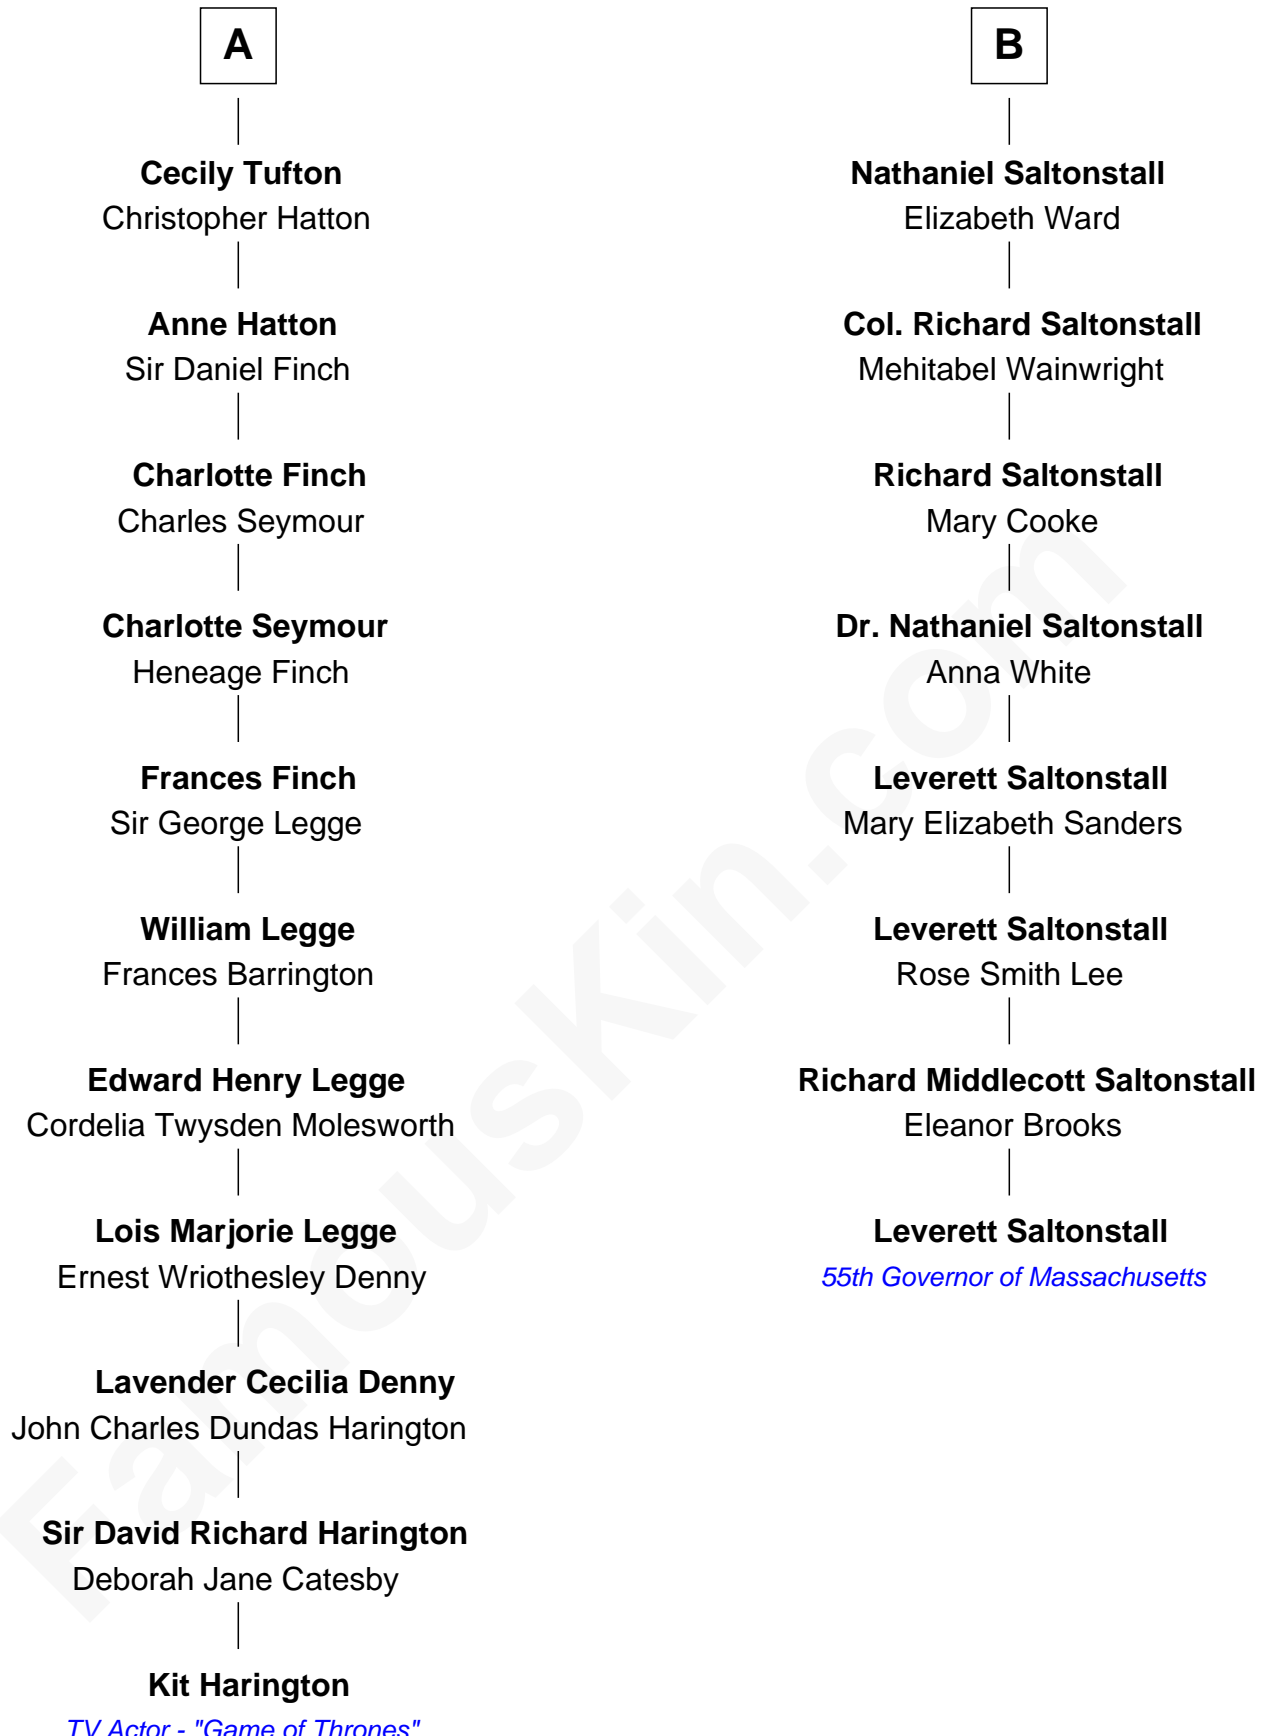 A
Cecily Tufton
Christopher Hatton
Anne Hatton
Sir Daniel Finch
Charlotte Finch
Charles Seymour
Charlotte Seymour
Heneage Finch
Frances Finch
Sir George Legge
William Legge
Frances Barrington
Edward Henry Legge
Cordelia Twysden Molesworth
Lois Marjorie Legge
Ernest Wriothesley Denny
Lavender Cecilia Denny
John Charles Dundas Harington
Sir David Richard Harington
Deborah Jane Catesby
Kit Harington
TV Actor - "Game of Thrones"
B
Nathaniel Saltonstall
Elizabeth Ward
Col. Richard Saltonstall
Mehitabel Wainwright
Richard Saltonstall
Mary Cooke
Dr. Nathaniel Saltonstall
Anna White
Leverett Saltonstall
Mary Elizabeth Sanders
Leverett Saltonstall
Rose Smith Lee
Richard Middlecott Saltonstall
Eleanor Brooks
Leverett Saltonstall
55th Governor of Massachusetts
FamousKin.com